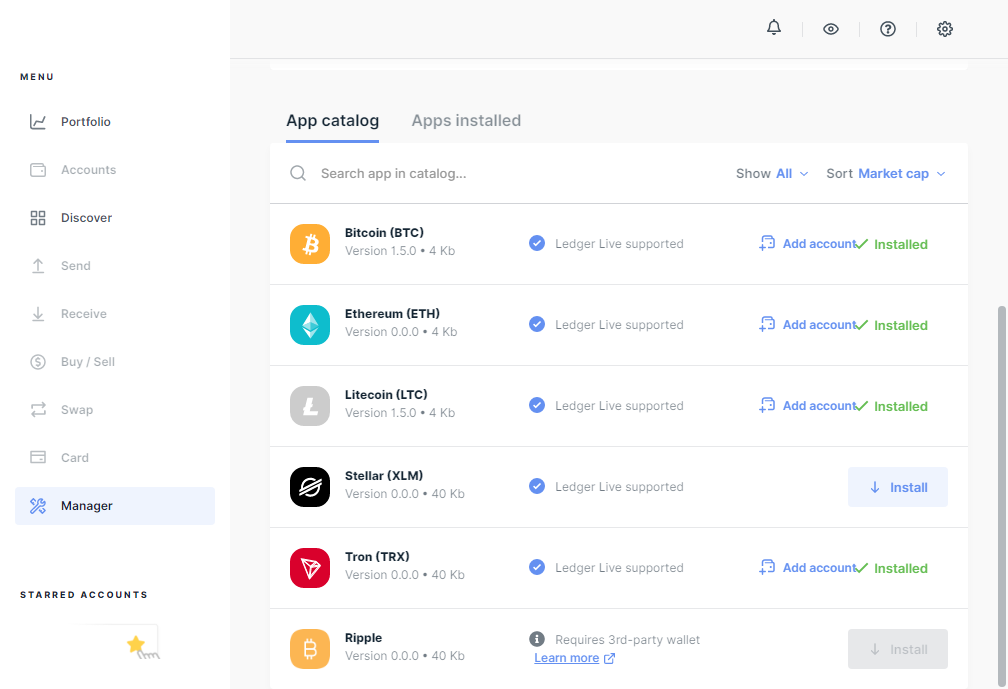 MENU
Portfolio
Accounts
Discover
Send
Receive
Buy / Sell
Swap
Card
Manager
STARRED ACCOUNTS
App catalog
Apps installed
Search app in catalog...
Show All
Sort Market cap
Bitcoin (BTC)
Version 1.5.0 • 4 Kb
Ledger Live supported
Add account
Installed
Ethereum (ETH)
Version 0.0.0 • 4 Kb
Ledger Live supported
Add account
Installed
Litecoin (LTC)
Version 1.5.0 • 4 Kb
Ledger Live supported
Add account
Installed
Stellar (XLM)
Version 0.0.0 • 40 Kb
Ledger Live supported
Install
Tron (TRX)
Version 0.0.0 • 40 Kb
Ledger Live supported
Add account
Installed
Ripple
Version 0.0.0 • 40 Kb
Requires 3rd-party wallet
Learn more
Install